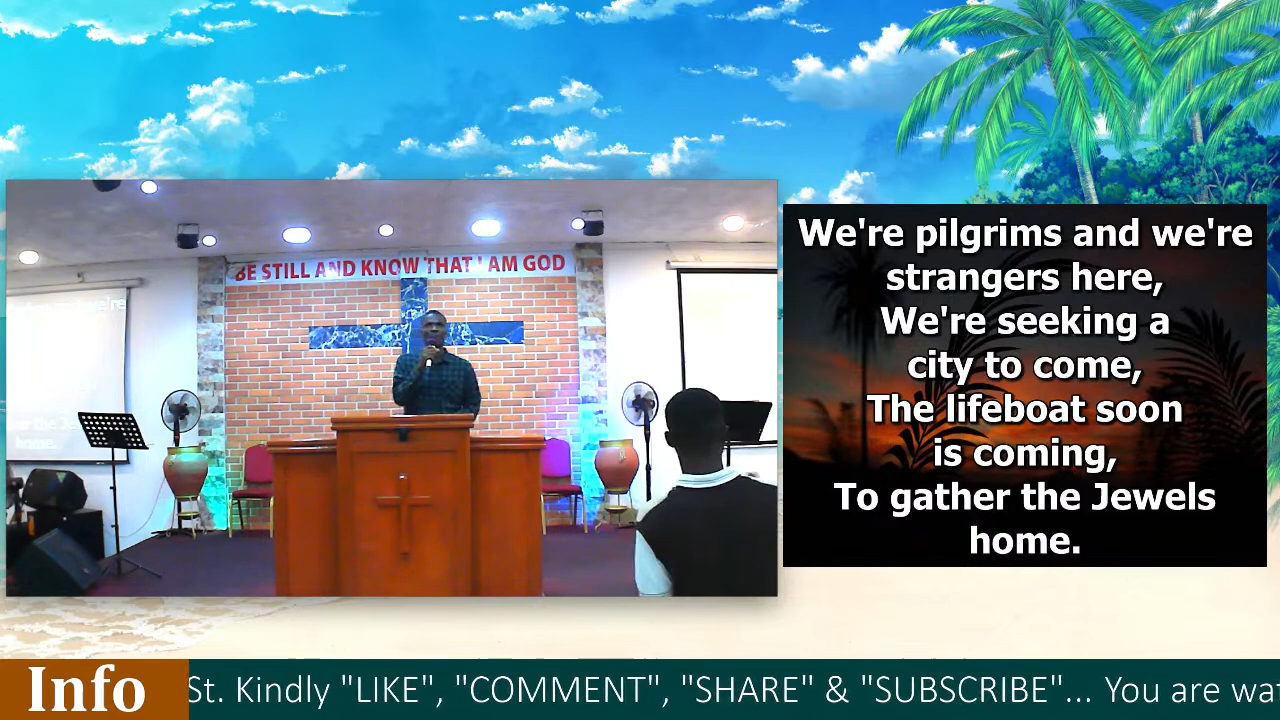 BE STILL AND KNOW THAT I AM GOD
We're pilgrims and we're
strangers here,
We're seeking a
city to come,
The lifeboat soon
is coming,
To gather the Jewels
home.
home.
Info
St. Kindly "LIKE", "COMMENT", "SHARE" & "SUBSCRIBE"... You are